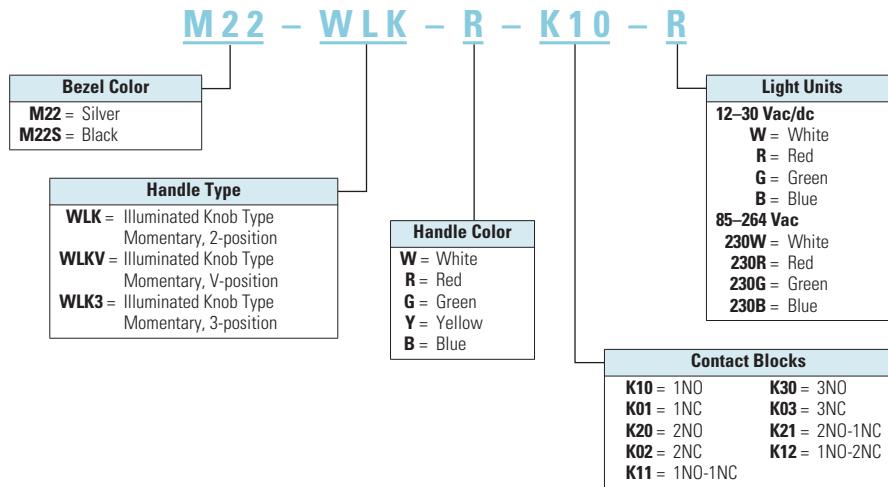 M22 – WLK – R – K10 – R
Bezel Color
M22 = Silver
M22S = Black
Handle Type
WLK = Illuminated Knob Type
Momentary, 2-position
WLKV = Illuminated Knob Type
Momentary, V-position
WLK3 = Illuminated Knob Type
Momentary, 3-position
Handle Color
W = White
R = Red
G = Green
Y = Yellow
B = Blue
Light Units
12–30 Vac/dc
W = White
R = Red
G = Green
B = Blue
85–264 Vac
230W = White
230R = Red
230G = Green
230B = Blue
Contact Blocks
K10 = 1NO K30 = 3NO
K01 = 1NC K03 = 3NC
K20 = 2NO K21 = 2NO-1NC
K02 = 2NC K12 = 1NO-2NC
K11 = 1NO-1NC